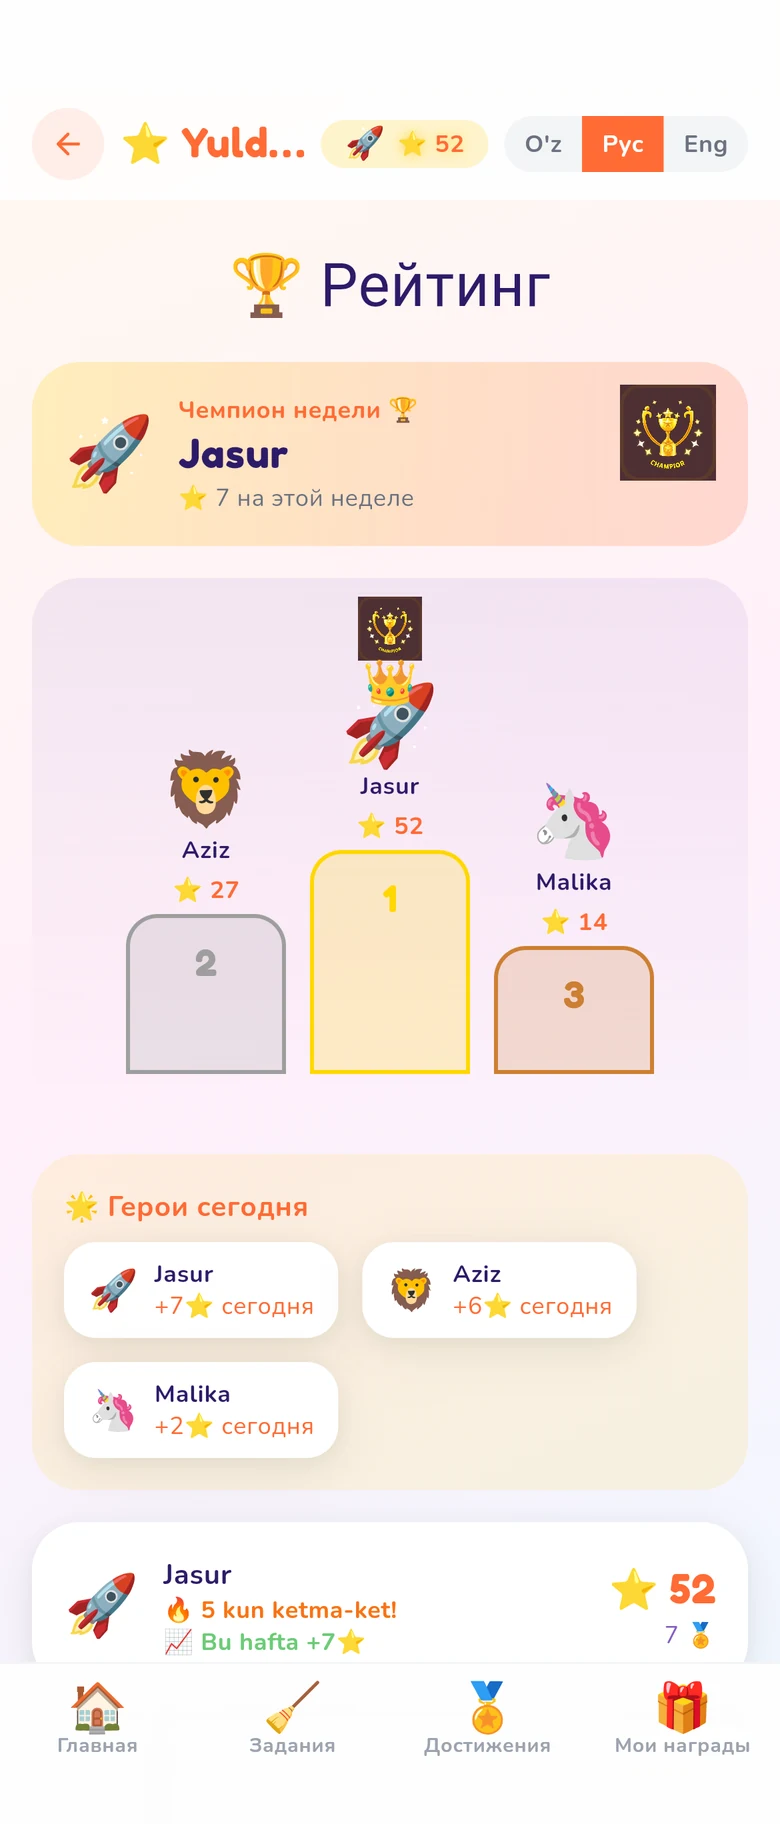 Yuld...
52
O'z
Рус
Eng
Рейтинг
Чемпион недели
Jasur
7 на этой неделе
CHAMPION
CHAMPION
Jasur
52
Aziz
27
Malika
14
1
2
3
Герои сегодня
Jasur
+7 сегодня
Aziz
+6 сегодня
Malika
+2 сегодня
Jasur
5 kun ketma-ket!
Bu hafta +7
52
7
Главная
Задания
Достижения
Мои награды